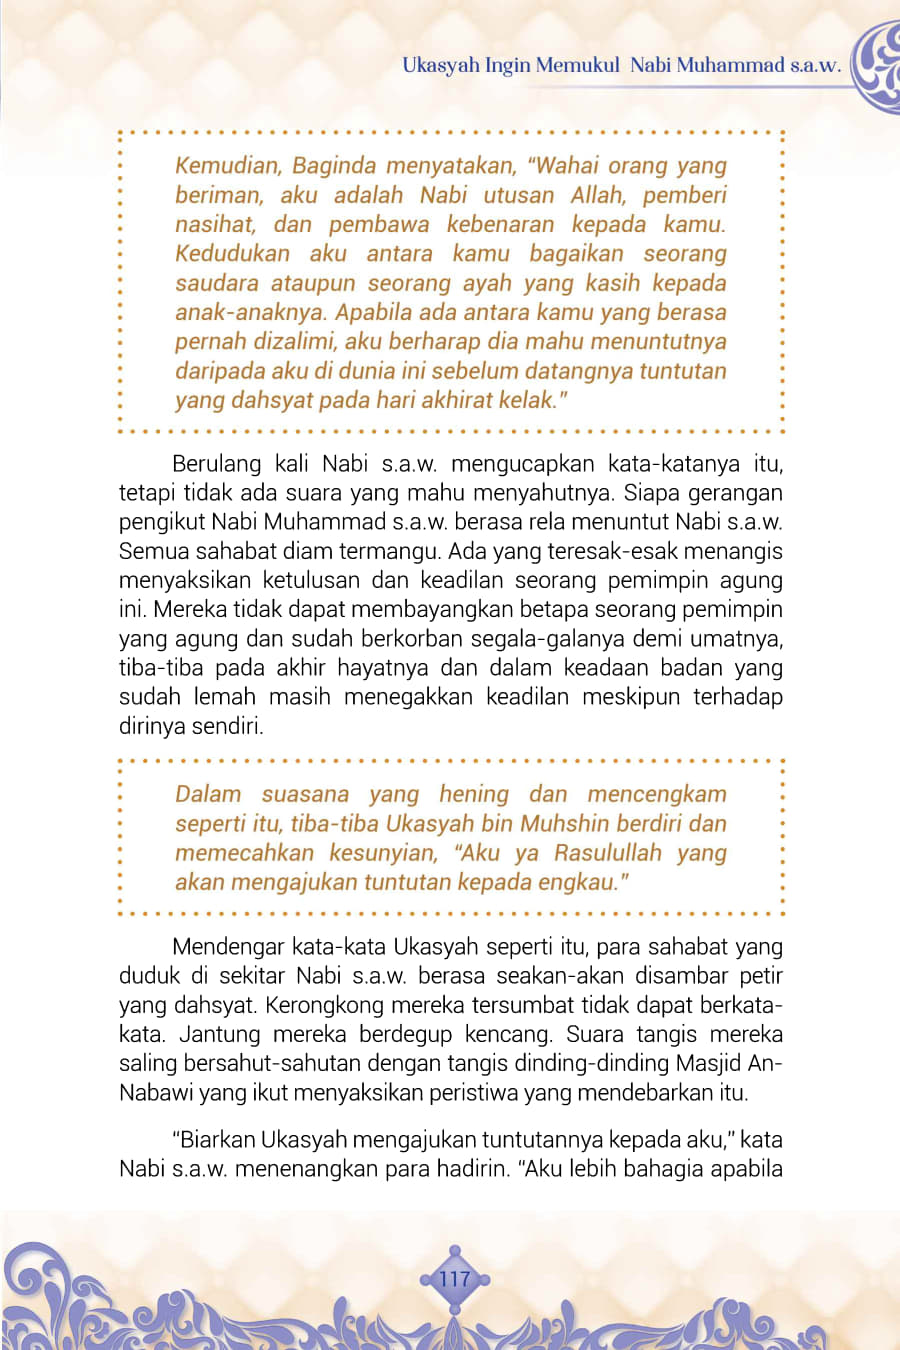 Ukasyah Ingin Memukul Nabi Muhammad s.a.w.
Kemudian, Baginda menyatakan, “Wahai orang yang
beriman, aku adalah Nabi utusan Allah, pemberi
nasihat, dan pembawa kebenaran kepada kamu.
Kedudukan aku antara kamu bagaikan seorang
saudara ataupun seorang ayah yang kasih kepada
anak-anaknya. Apabila ada antara kamu yang berasa
pernah dizalimi, aku berharap dia mahu menuntutnya
daripada aku di dunia ini sebelum datangnya tuntutan
yang dahsyat pada hari akhirat kelak.”
Berulang kali Nabi s.a.w. mengucapkan kata-katanya itu,
tetapi tidak ada suara yang mahu menyahutnya. Siapa gerangan
pengikut Nabi Muhammad s.a.w. berasa rela menuntut Nabi s.a.w.
Semua sahabat diam termangu. Ada yang teresak-esak menangis
menyaksikan ketulusan dan keadilan seorang pemimpin agung
ini. Mereka tidak dapat membayangkan betapa seorang pemimpin
yang agung dan sudah berkorban segala-galanya demi umatnya,
tiba-tiba pada akhir hayatnya dan dalam keadaan badan yang
sudah lemah masih menegakkan keadilan meskipun terhadap
dirinya sendiri.
Dalam suasana yang hening dan mencengkam
seperti itu, tiba-tiba Ukasyah bin Muhshin berdiri dan
memecahkan kesunyian, “Aku ya Rasulullah yang
akan mengajukan tuntutan kepada engkau.”
Mendengar kata-kata Ukasyah seperti itu, para sahabat yang
duduk di sekitar Nabi s.a.w. berasa seakan-akan disambar petir
yang dahsyat. Kerongkong mereka tersumbat tidak dapat berkata-
kata. Jantung mereka berdegup kencang. Suara tangis mereka
saling bersahut-sahutan dengan tangis dinding-dinding Masjid An-
Nabawi yang ikut menyaksikan peristiwa yang mendebarkan itu.
“Biarkan Ukasyah mengajukan tuntutannya kepada aku,” kata
Nabi s.a.w. menenangkan para hadirin. “Aku lebih bahagia apabila
117